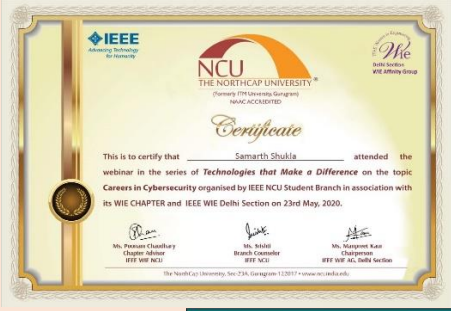 IEEE
Advancing Technology
for Humanity
NCU
THE NORTHCAP UNIVERSITY
(Formerly ITM University, Gurugram)
NAAC ACCREDITED
Wie
Delhi Section
WIE Affinity Group
Certificate
This is to certify that Samarth Shukla attended the
webinar in the series of Technologies that Make a Difference on the topic
Careers in Cybersecurity organised by IEEE NCU Student Branch in association with
its WIE CHAPTER and IEEE WIE Delhi Section on 23rd May, 2020.
Ms. Poonam Chaudhary
Chapter Advisor
IEEE WIE NCU
Ms. Srishti
Branch Counselor
IEEE NCU
Ms. Manpreet Kaur
Chairperson
IEEE WIE AG, Delhi Section
The NorthCap University, Sec-23A, Gurugram-122017 • www.ncuindia.edu